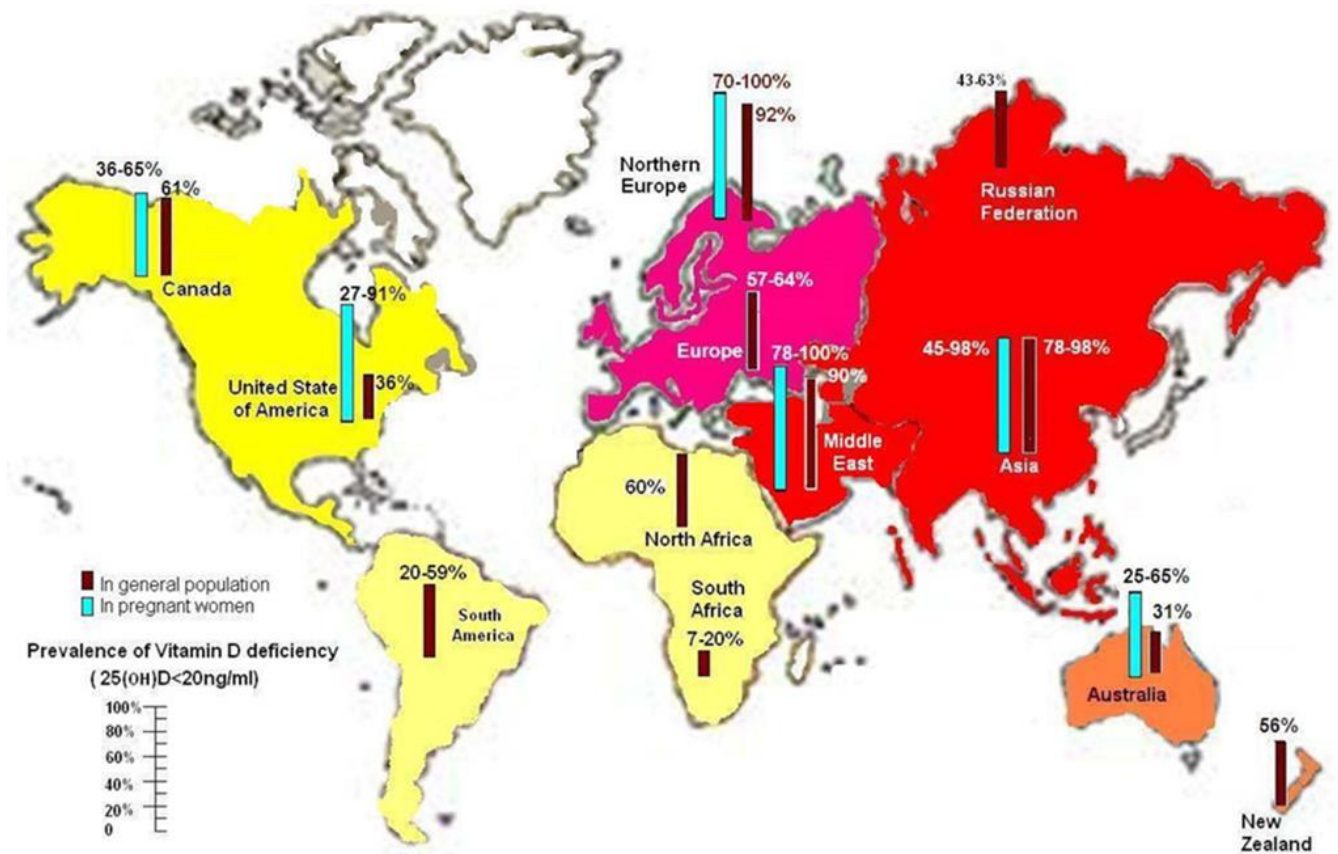 70-100%
92%
Northern
Europe
43-63%
Russian
Federation
36-65%
61%
Canada
27-91%
36%
United State
of America
57-64%
Europe
78-100%
90%
Middle
East
45-98%
78-98%
Asia
60%
North Africa
South
Africa
7-20%
20-59%
South
America
25-65%
31%
Australia
56%
New
Zealand
In general population
In pregnant women
Prevalence of Vitamin D deficiency
( 25(OH)D<20ng/ml)
100%
80%
60%
40%
20%
0